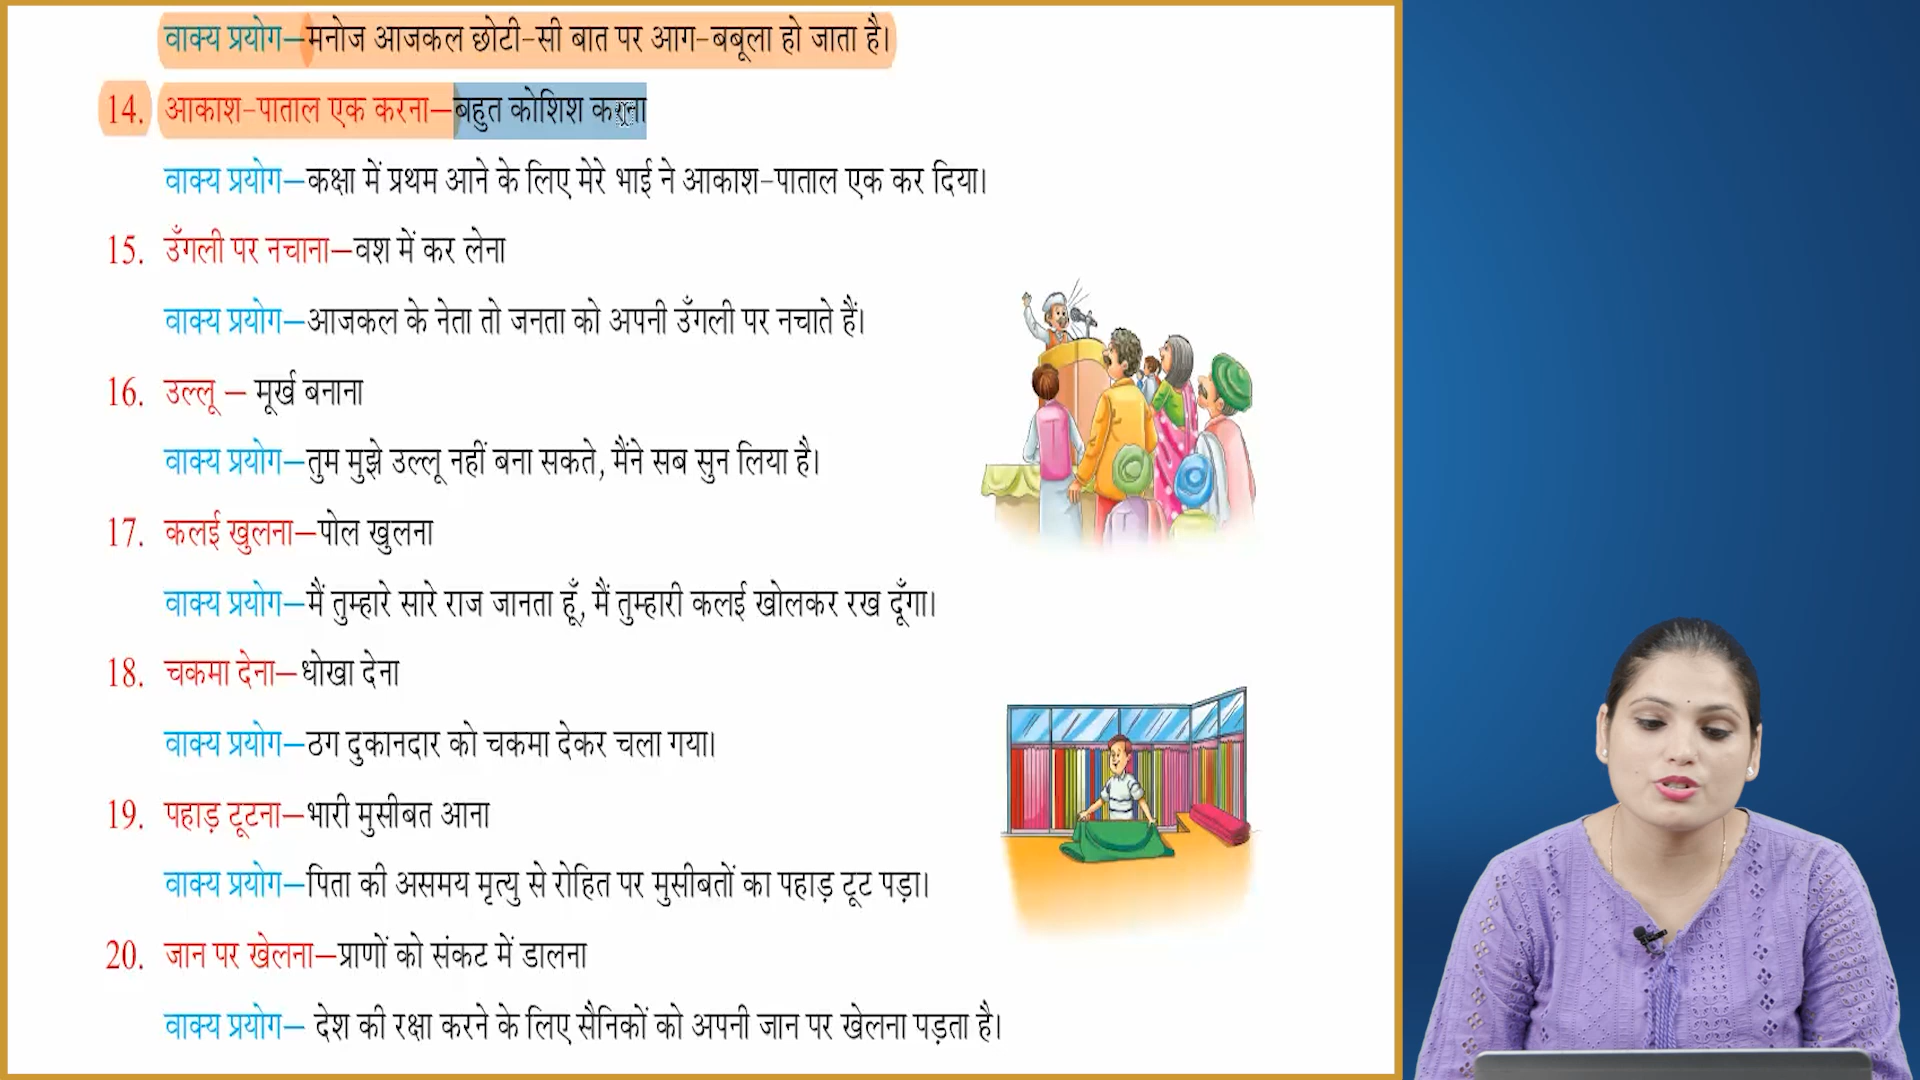 वाक्य प्रयोग–मनोज आजकल छोटी-सी बात पर आग-बबूला हो जाता है।
14. आकाश-पाताल एक करना–बहुत कोशिश करना
वाक्य प्रयोग–कक्षा में प्रथम आने के लिए मेरे भाई ने आकाश-पाताल एक कर दिया।
15. उँगली पर नचाना–वश में कर लेना
वाक्य प्रयोग–आजकल के नेता तो जनता को अपनी उँगली पर नचाते हैं।
16. उल्लू – मूर्ख बनाना
वाक्य प्रयोग–तुम मुझे उल्लू नहीं बना सकते, मैंने सब सुन लिया है।
17. कलई खुलना–पोल खुलना
वाक्य प्रयोग–मैं तुम्हारे सारे राज जानता हूँ, मैं तुम्हारी कलई खोलकर रख दूँगा।
18. चकमा देना–धोखा देना
वाक्य प्रयोग–ठग दुकानदार को चकमा देकर चला गया।
19. पहाड़ टूटना–भारी मुसीबत आना
वाक्य प्रयोग–पिता की असमय मृत्यु से रोहित पर मुसीबतों का पहाड़ टूट पड़ा।
20. जान पर खेलना–प्राणों को संकट में डालना
वाक्य प्रयोग– देश की रक्षा करने के लिए सैनिकों को अपनी जान पर खेलना पड़ता है।